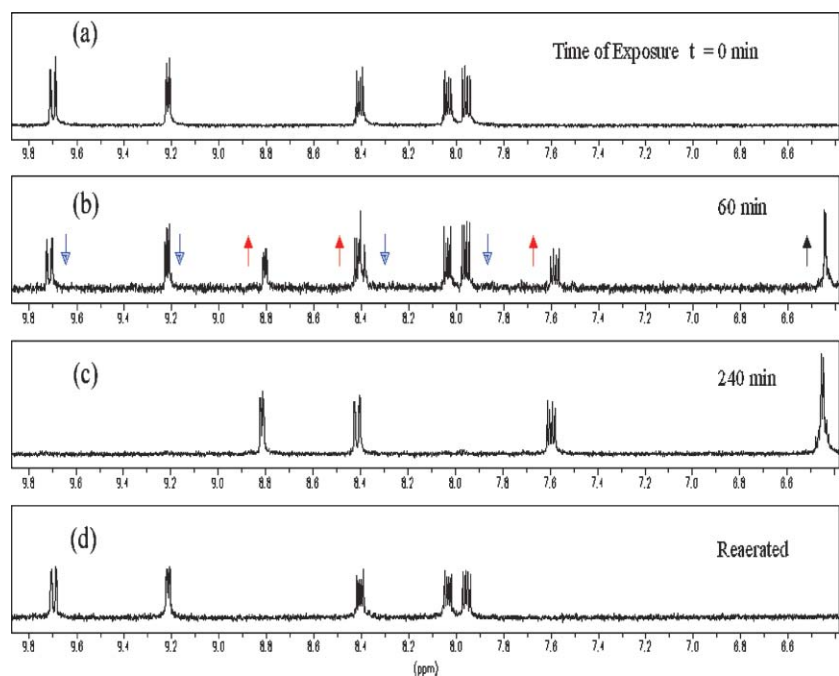 (a)
Time of Exposure t = 0 min
9.8 9.6 9.4 9.2 9.0 8.8 8.6 8.4 8.2 8.0 7.8 7.6 7.4 7.2 7.0 6.8 6.6
(b)
60 min
9.8 9.6 9.4 9.2 9.0 8.8 8.6 8.4 8.2 8.0 7.8 7.6 7.4 7.2 7.0 6.8 6.6
(c)
240 min
9.8 9.6 9.4 9.2 9.0 8.8 8.6 8.4 8.2 8.0 7.8 7.6 7.4 7.2 7.0 6.8 6.6
(d)
Reaerated
9.8 9.6 9.4 9.2 9.0 8.8 8.6 8.4 8.2 8.0 7.8 7.6 7.4 7.2 7.0 6.8 6.6
(ppm)